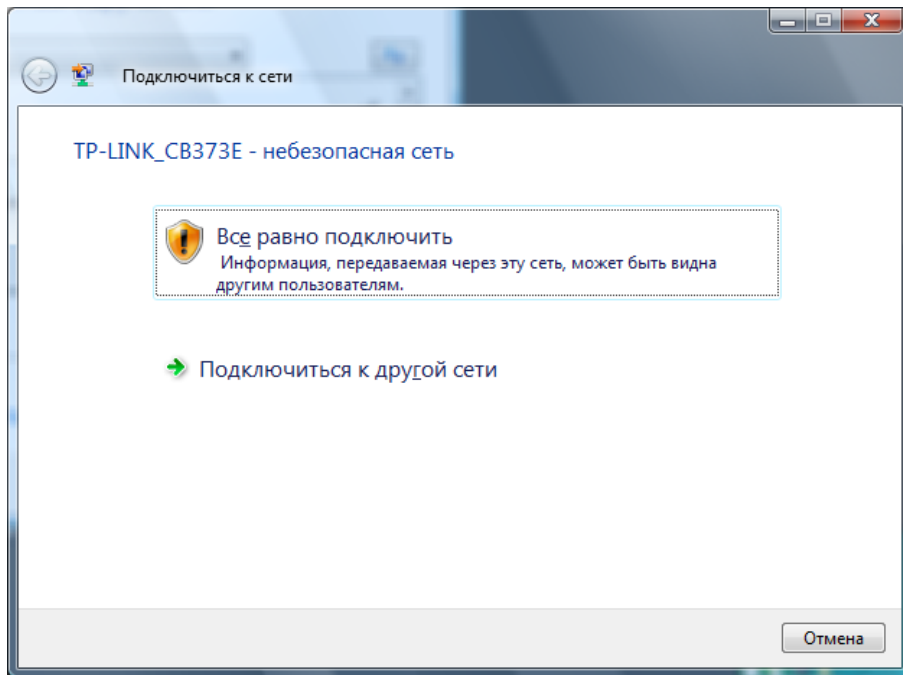 Подключиться к сети
TP-LINK_CB373E - небезопасная сеть
Все равно подключить
Информация, передаваемая через эту сеть, может быть видна
другим пользователям.
Подключиться к другой сети
Отмена